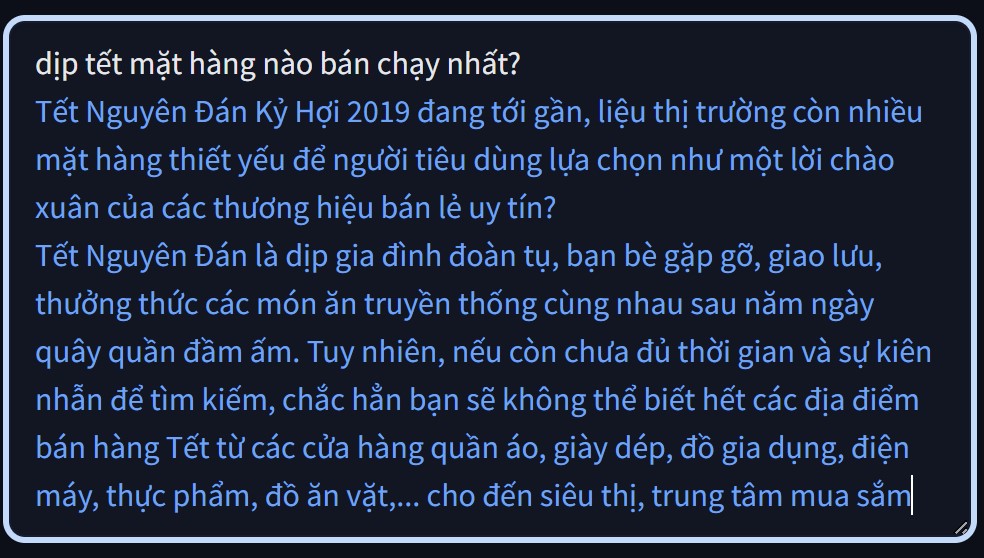 dịp tết mặt hàng nào bán chạy nhất?
Tết Nguyên Đán Kỷ Hợi 2019 đang tới gần, liệu thị trường còn nhiều
mặt hàng thiết yếu để người tiêu dùng lựa chọn như một lời chào
xuân của các thương hiệu bán lẻ uy tín?
Tết Nguyên Đán là dịp gia đình đoàn tụ, bạn bè gặp gỡ, giao lưu,
thưởng thức các món ăn truyền thống cùng nhau sau năm ngày
quây quần đầm ấm. Tuy nhiên, nếu còn chưa đủ thời gian và sự kiên
nhẫn để tìm kiếm, chắc hẳn bạn sẽ không thể biết hết các địa điểm
bán hàng Tết từ các cửa hàng quần áo, giày dép, đồ gia dụng, điện
máy, thực phẩm, đồ ăn vặt,... cho đến siêu thị, trung tâm mua sắm